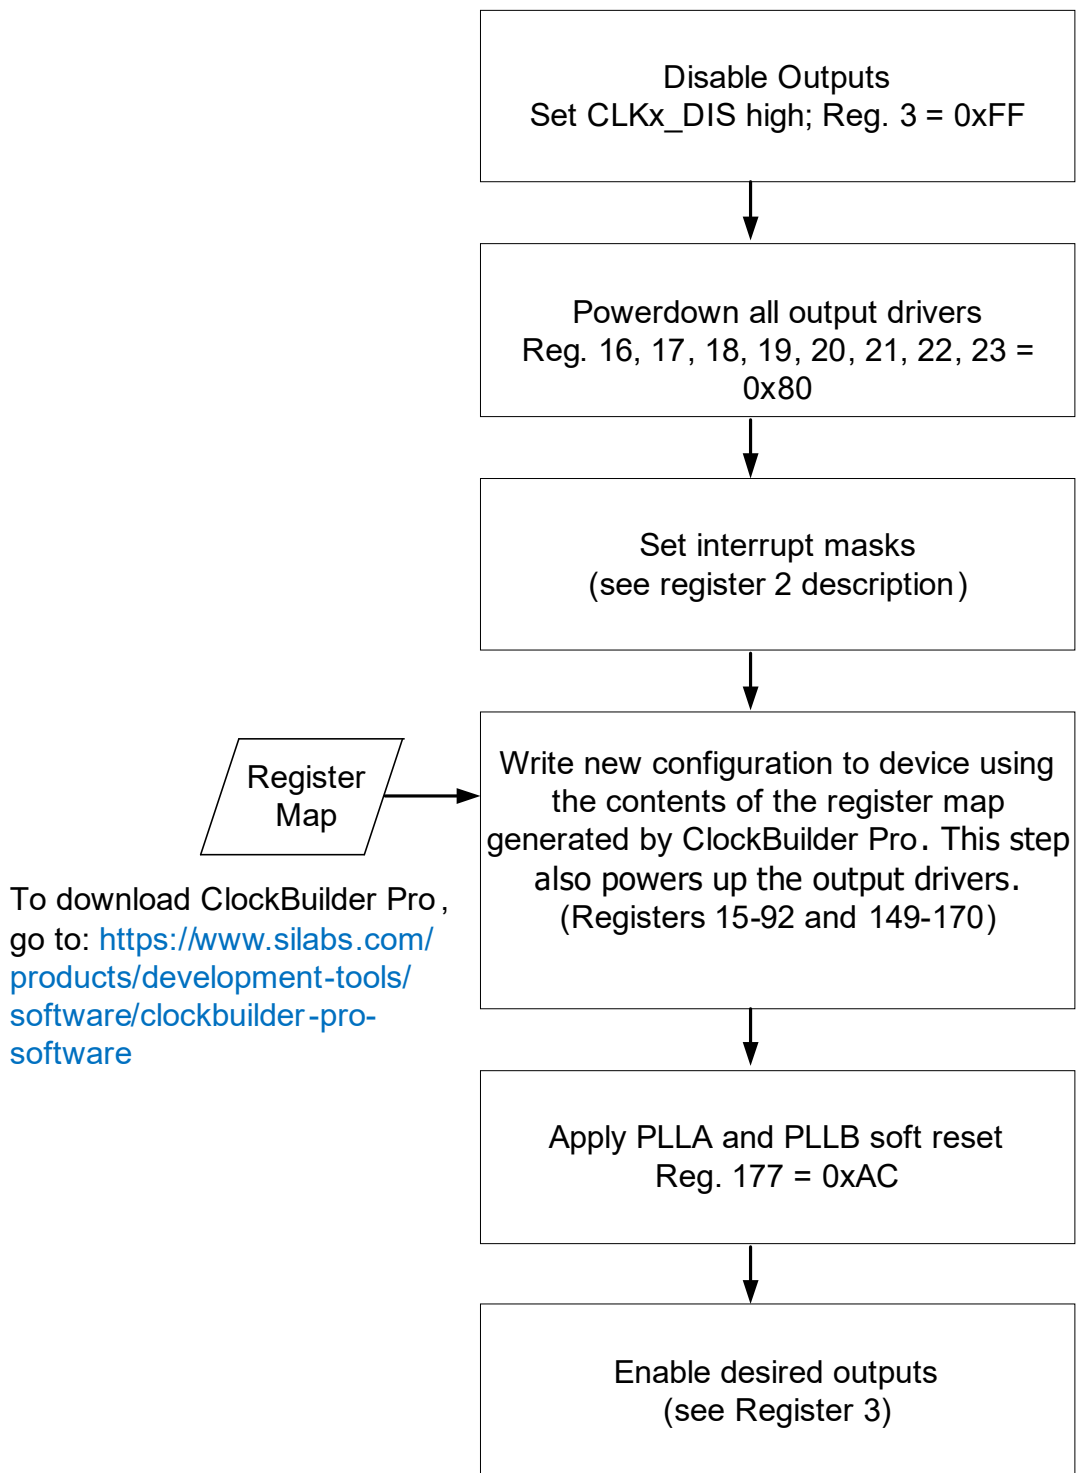 Disable Outputs
Set CLKx_DIS high; Reg. 3 = 0xFF
Powerdown all output drivers
Reg. 16, 17, 18, 19, 20, 21, 22, 23 =
0x80
Set interrupt masks
(see register 2 description)
Register
Map
Write new configuration to device using
the contents of the register map
generated by ClockBuilder Pro. This step
also powers up the output drivers.
(Registers 15-92 and 149-170)
To download ClockBuilder Pro,
go to: https://www.silabs.com/
products/development-tools/
software/clockbuilder-pro-
software
Apply PLLA and PLLB soft reset
Reg. 177 = 0xAC
Enable desired outputs
(see Register 3)